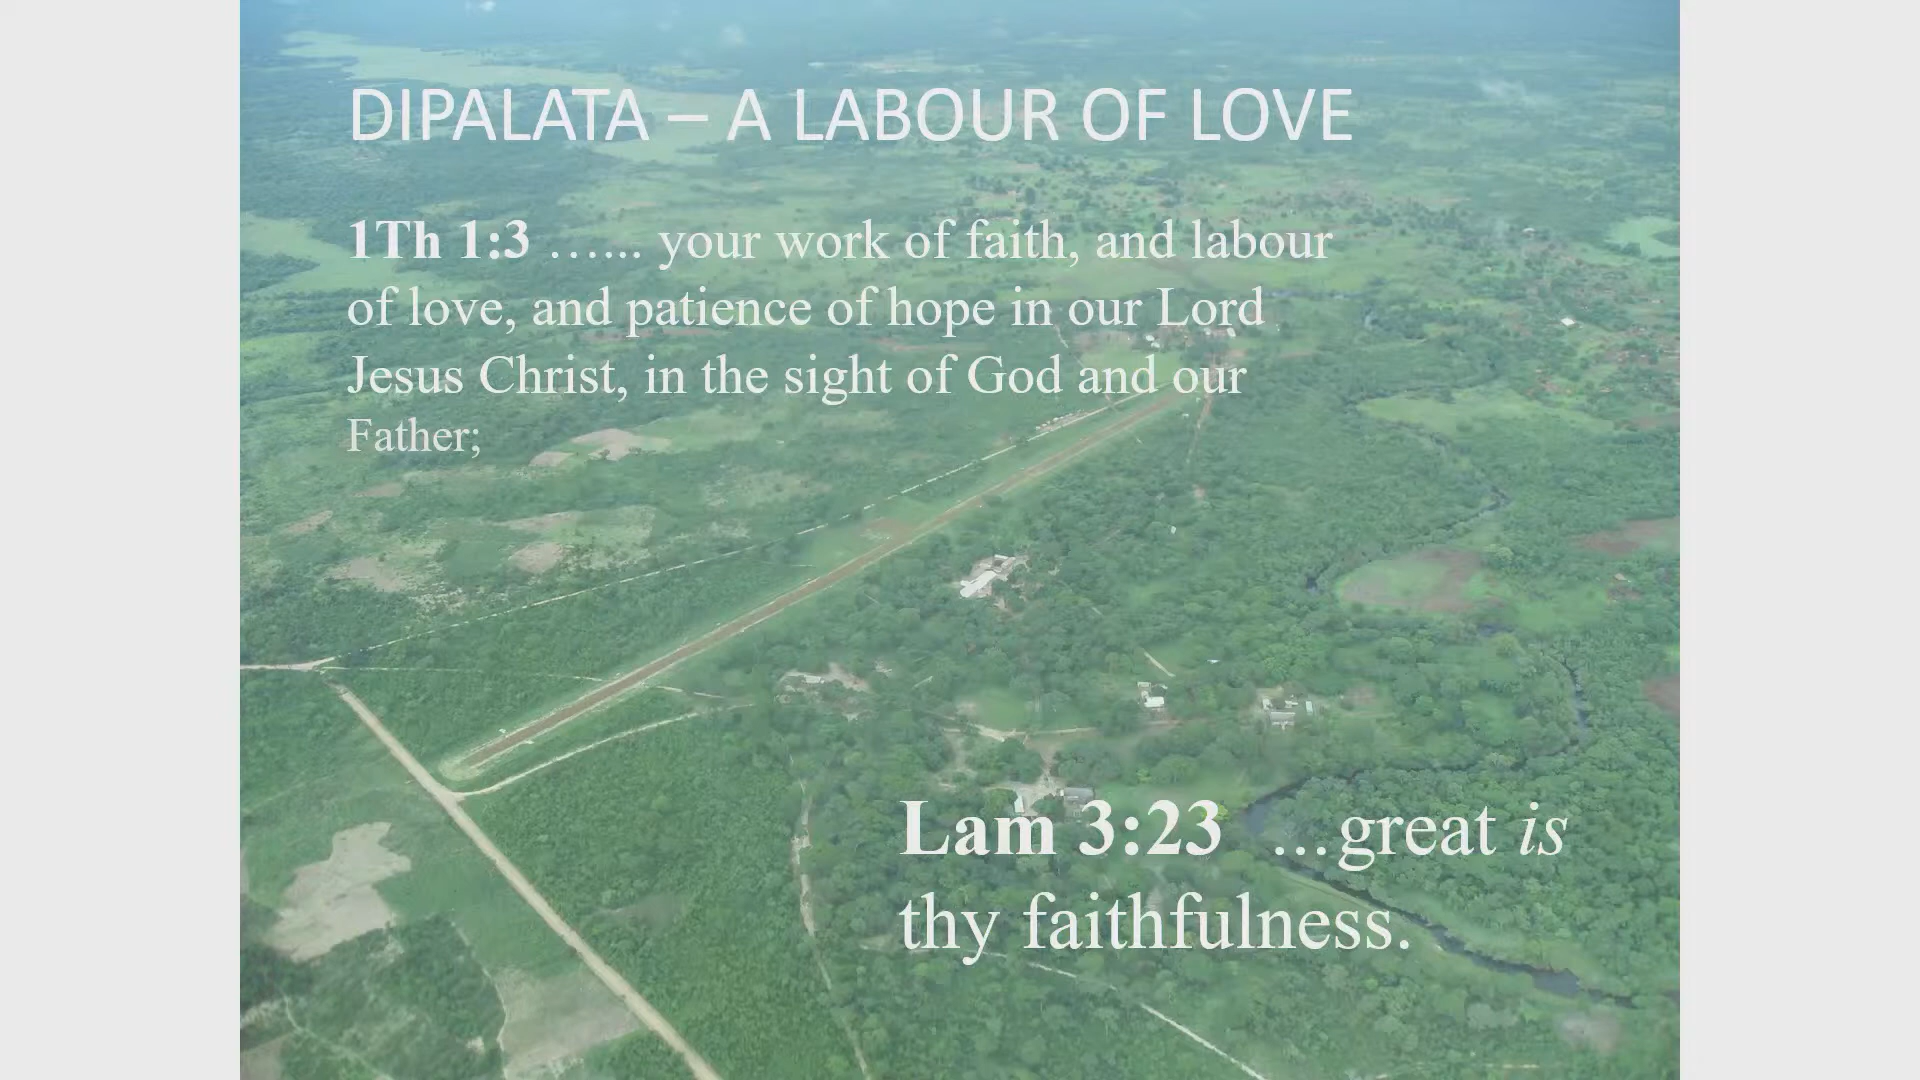 DIPALATA – A LABOUR OF LOVE
1Th 1:3 …... your work of faith, and labour
of love, and patience of hope in our Lord
Jesus Christ, in the sight of God and our
Father;
Lam 3:23 …great is
thy faithfulness.